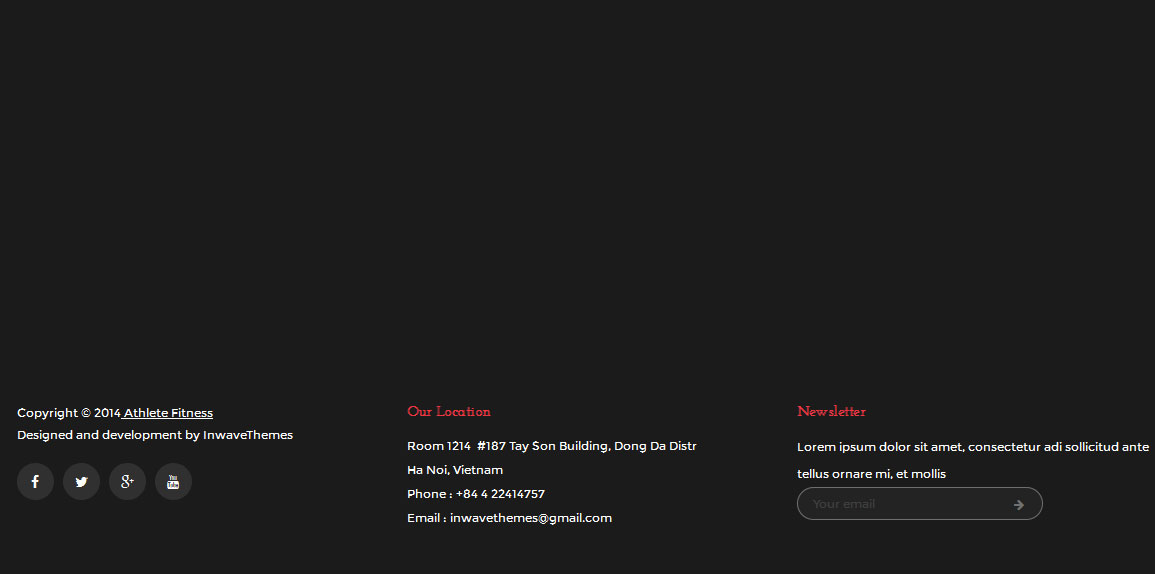 Copyright © 2014 Athlete Fitness
Designed and development by InwaveThemes
You
Tube
Our Location
Room 1214  #187 Tay Son Building, Dong Da Distr
Ha Noi, Vietnam
Phone : +84 4 22414757
Email : inwavethemes@gmail.com
Newsletter
Lorem ipsum dolor sit amet, consectetur adi sollicitud ante
tellus ornare mi, et mollis
Your email